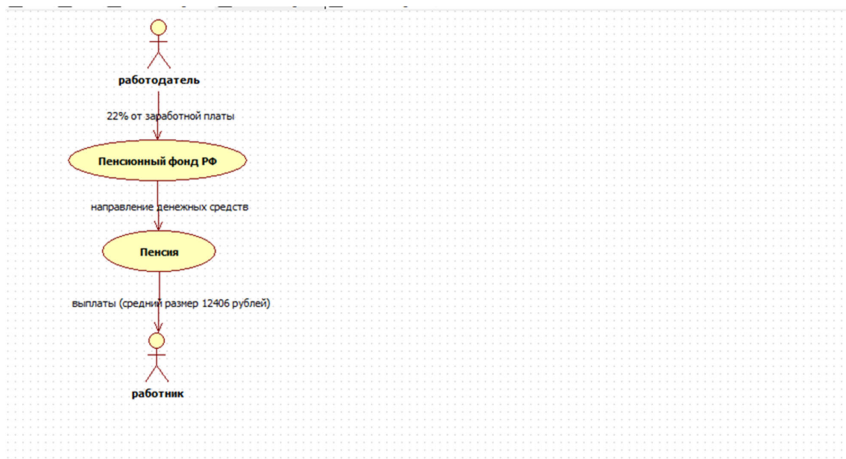 работодатель
22% от заработной платы
Пенсионный фонд РФ
направление денежных средств
Пенсия
выплаты (средний размер 12406 рублей)
работник